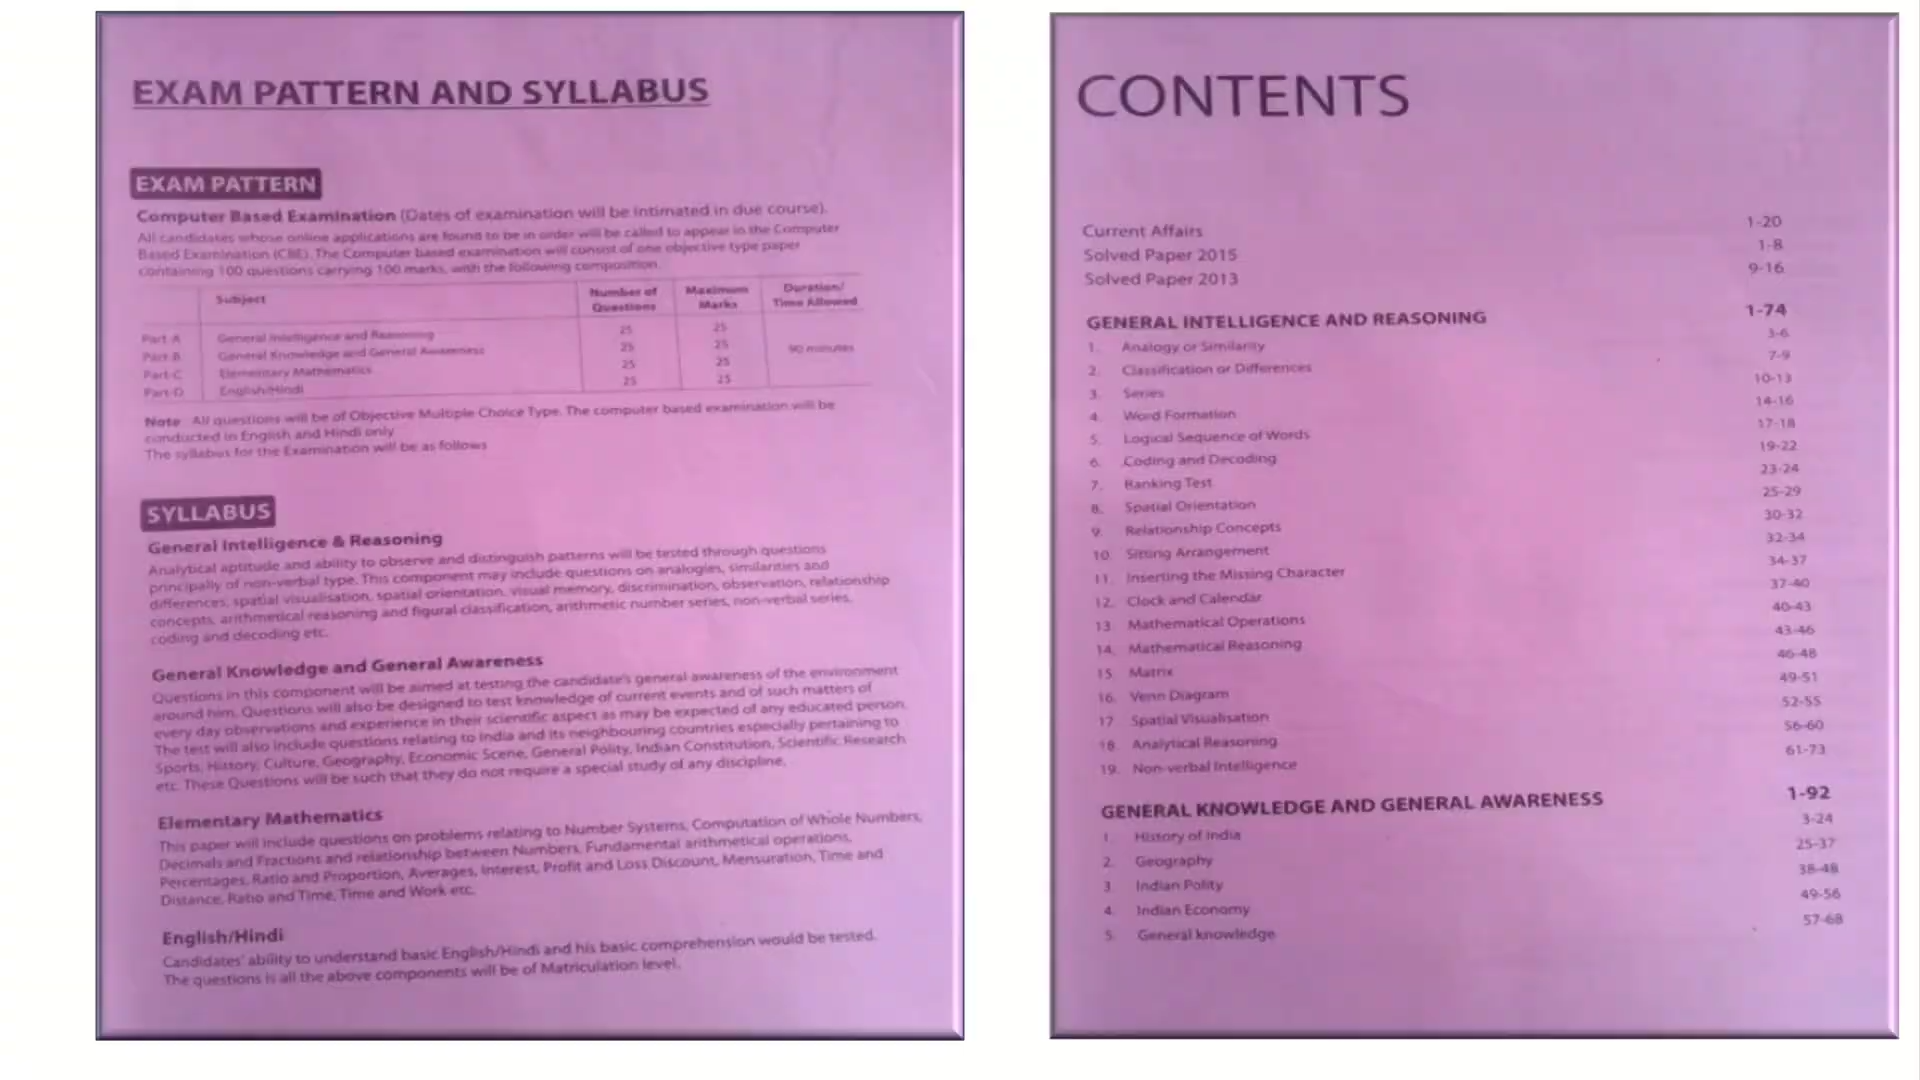 EXAM PATTERN AND SYLLABUS
EXAM PATTERN
Computer Based Examination (Dates of examination will be intimated in due course).
All candidates whose online applications are found to be in order will be called to appear in the Computer
Based Examination (CBE). The Computer based examination will consist of one objective type paper
containing 100 questions carrying 100 marks, with the following composition.
Subject Number of Questions Maximum Marks Duration/ Time Allowed
Part-A General Intelligence and Reasoning 25 25
Part-B General Knowledge and General Awareness 25 25 90 minutes
Part-C Elementary Mathematics 25 25
Part-D English/Hindi 25 25
Note All questions will be of Objective Multiple Choice Type. The computer based examination will be
conducted in English and Hindi only
The syllabus for the Examination will be as follows
SYLLABUS
General Intelligence & Reasoning
Analytical aptitude and ability to observe and distinguish patterns will be tested through questions
principally of non-verbal type. This component may include questions on analogies, similarities and
differences, spatial visualisation, spatial orientation, visual memory, discrimination, observation, relationship
concepts, arithmetical reasoning and figural classification, arithmetic number series, non-verbal series,
coding and decoding etc.
General Knowledge and General Awareness
Questions in this component will be aimed at testing the candidate's general awareness of the environment
around him. Questions will also be designed to test knowledge of current events and of such matters of
every day observations and experience in their scientific aspect as may be expected of any educated person.
The test will also include questions relating to India and its neighbouring countries especially pertaining to
Sports, History, Culture, Geography, Economic Scene, General Polity, Indian Constitution, Scientific Research
etc. These Questions will be such that they do not require a special study of any discipline.
Elementary Mathematics
This paper will include questions on problems relating to Number Systems, Computation of Whole Numbers,
Decimals and Fractions and relationship between Numbers, Fundamental arithmetical operations,
Percentages, Ratio and Proportion, Averages, Interest, Profit and Loss Discount, Mensuration, Time and
Distance, Ratio and Time, Time and Work etc.
English/Hindi
Candidates' ability to understand basic English/Hindi and his basic comprehension would be tested.
The questions is all the above components will be of Matriculation level.
CONTENTS
Current Affairs 1-20
Solved Paper 2015 1-8
Solved Paper 2013 9-16
GENERAL INTELLIGENCE AND REASONING 1-74
1. Analogy or Similarity 3-6
2. Classification or Differences 7-9
3. Series 10-13
4. Word Formation 14-16
5. Logical Sequence of Words 17-18
6. Coding and Decoding 19-22
7. Ranking Test 23-24
8. Spatial Orientation 25-29
9. Relationship Concepts 30-32
10. Sitting Arrangement 32-34
11. Inserting the Missing Character 34-37
12. Clock and Calendar 37-40
13. Mathematical Operations 40-43
14. Mathematical Reasoning 43-46
15. Matrix 46-48
16. Venn Diagram 49-51
17. Spatial Visualisation 52-55
18. Analytical Reasoning 56-60
19. Non-verbal Intelligence 61-73
GENERAL KNOWLEDGE AND GENERAL AWARENESS 1-92
1. History of India 3-24
2. Geography 25-37
3. Indian Polity 38-48
4. Indian Economy 49-56
5. General knowledge 57-68